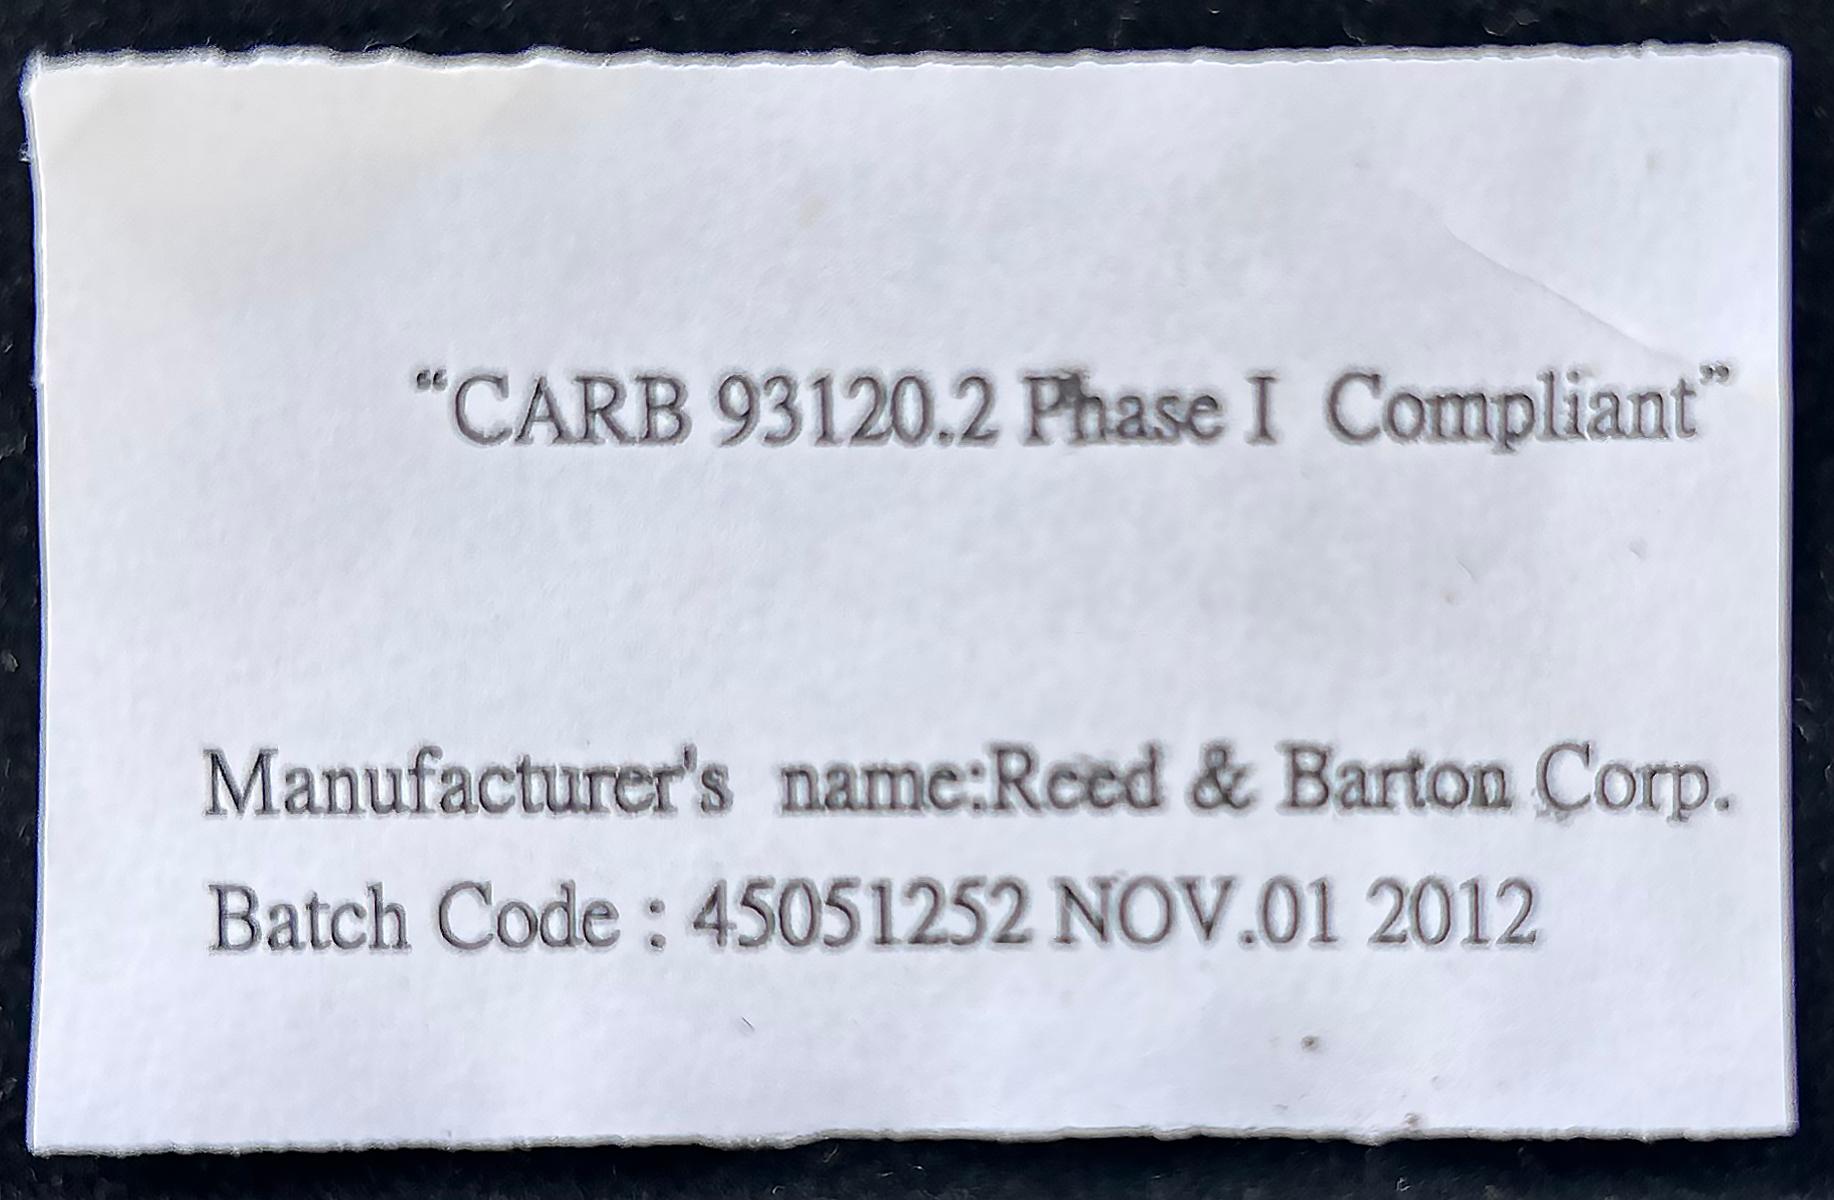 “CARB 93120.2 Phase I  Compliant”
Manufacturer's  name:Reed & Barton Corp.
Batch Code : 45051252 NOV.01 2012